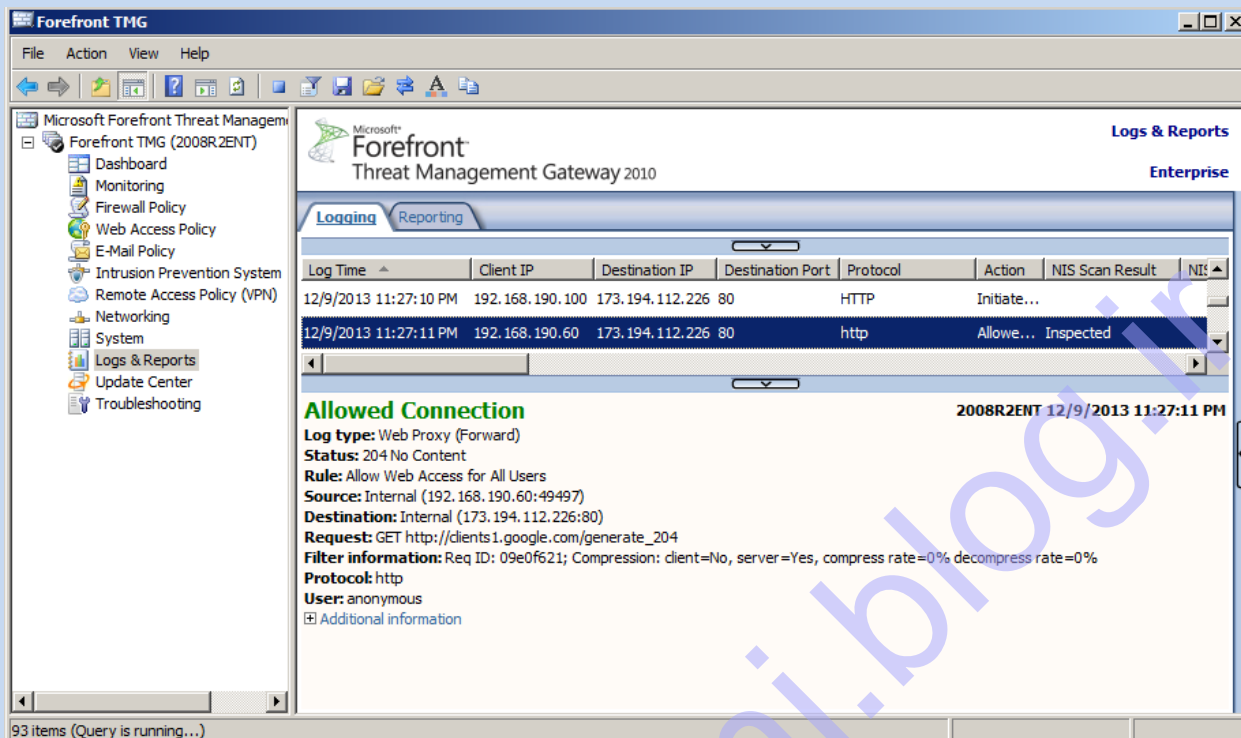 Forefront TMG
File Action View Help
Microsoft Forefront Threat Managem
Forefront TMG (2008R2ENT)
Dashboard
Monitoring
Firewall Policy
Web Access Policy
E-Mail Policy
Intrusion Prevention System
Remote Access Policy (VPN)
Networking
System
Logs & Reports
Update Center
Troubleshooting
Microsoft
Forefront
Threat Management Gateway 2010
Logs & Reports
Enterprise
Logging Reporting
Log Time Client IP Destination IP Destination Port Protocol Action NIS Scan Result NIS
12/9/2013 11:27:10 PM 192.168.190.100 173.194.112.226 80 HTTP Initiate...
12/9/2013 11:27:11 PM 192.168.190.60 173.194.112.226 80 http Allowe... Inspected
Allowed Connection 2008R2ENT 12/9/2013 11:27:11 PM
Log type: Web Proxy (Forward)
Status: 204 No Content
Rule: Allow Web Access for All Users
Source: Internal (192.168.190.60:49497)
Destination: Internal (173.194.112.226:80)
Request: GET http://clients1.google.com/generate_204
Filter information: Req ID: 09e0f621; Compression: client=No, server=Yes, compress rate=0% decompress rate=0%
Protocol: http
User: anonymous
Additional information
93 items (Query is running...)
ni.blog.ir